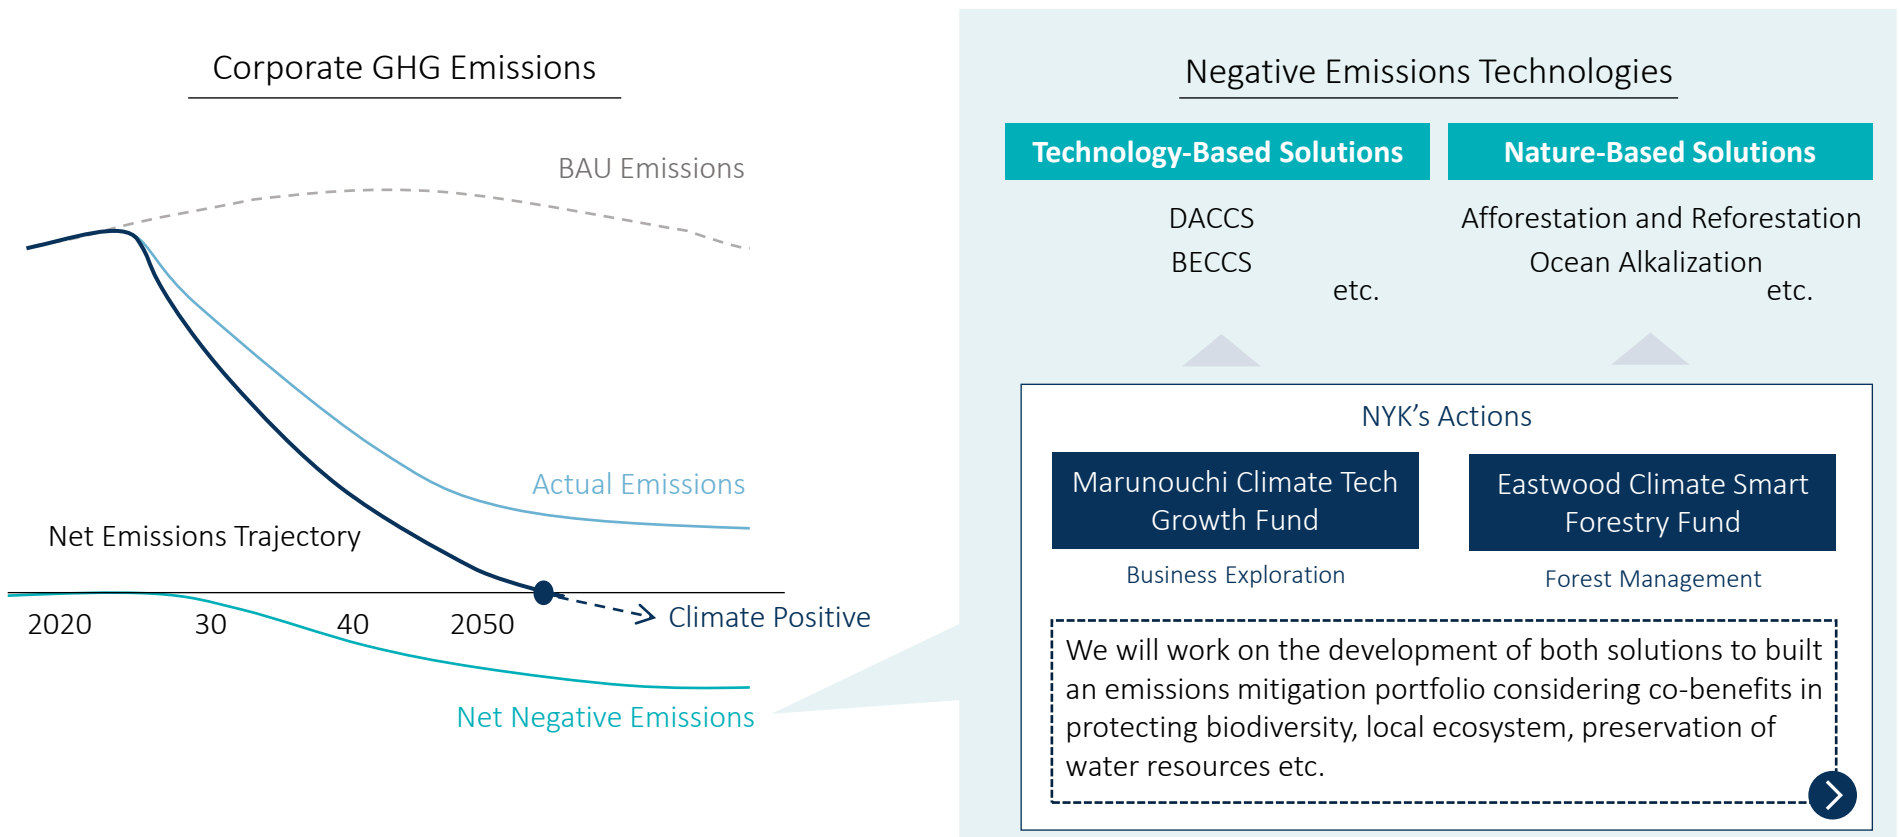 Corporate GHG Emissions
BAU Emissions
Actual Emissions
Net Emissions Trajectory
2020
30
40
2050
Climate Positive
Net Negative Emissions
Negative Emissions Technologies
Technology-Based Solutions
DACCS
BECCS
etc.
Nature-Based Solutions
Afforestation and Reforestation
Ocean Alkalization
etc.
NYK’s Actions
Marunouchi Climate Tech
Growth Fund
Business Exploration
Eastwood Climate Smart
Forestry Fund
Forest Management
We will work on the development of both solutions to built
an emissions mitigation portfolio considering co-benefits in
protecting biodiversity, local ecosystem, preservation of
water resources etc.